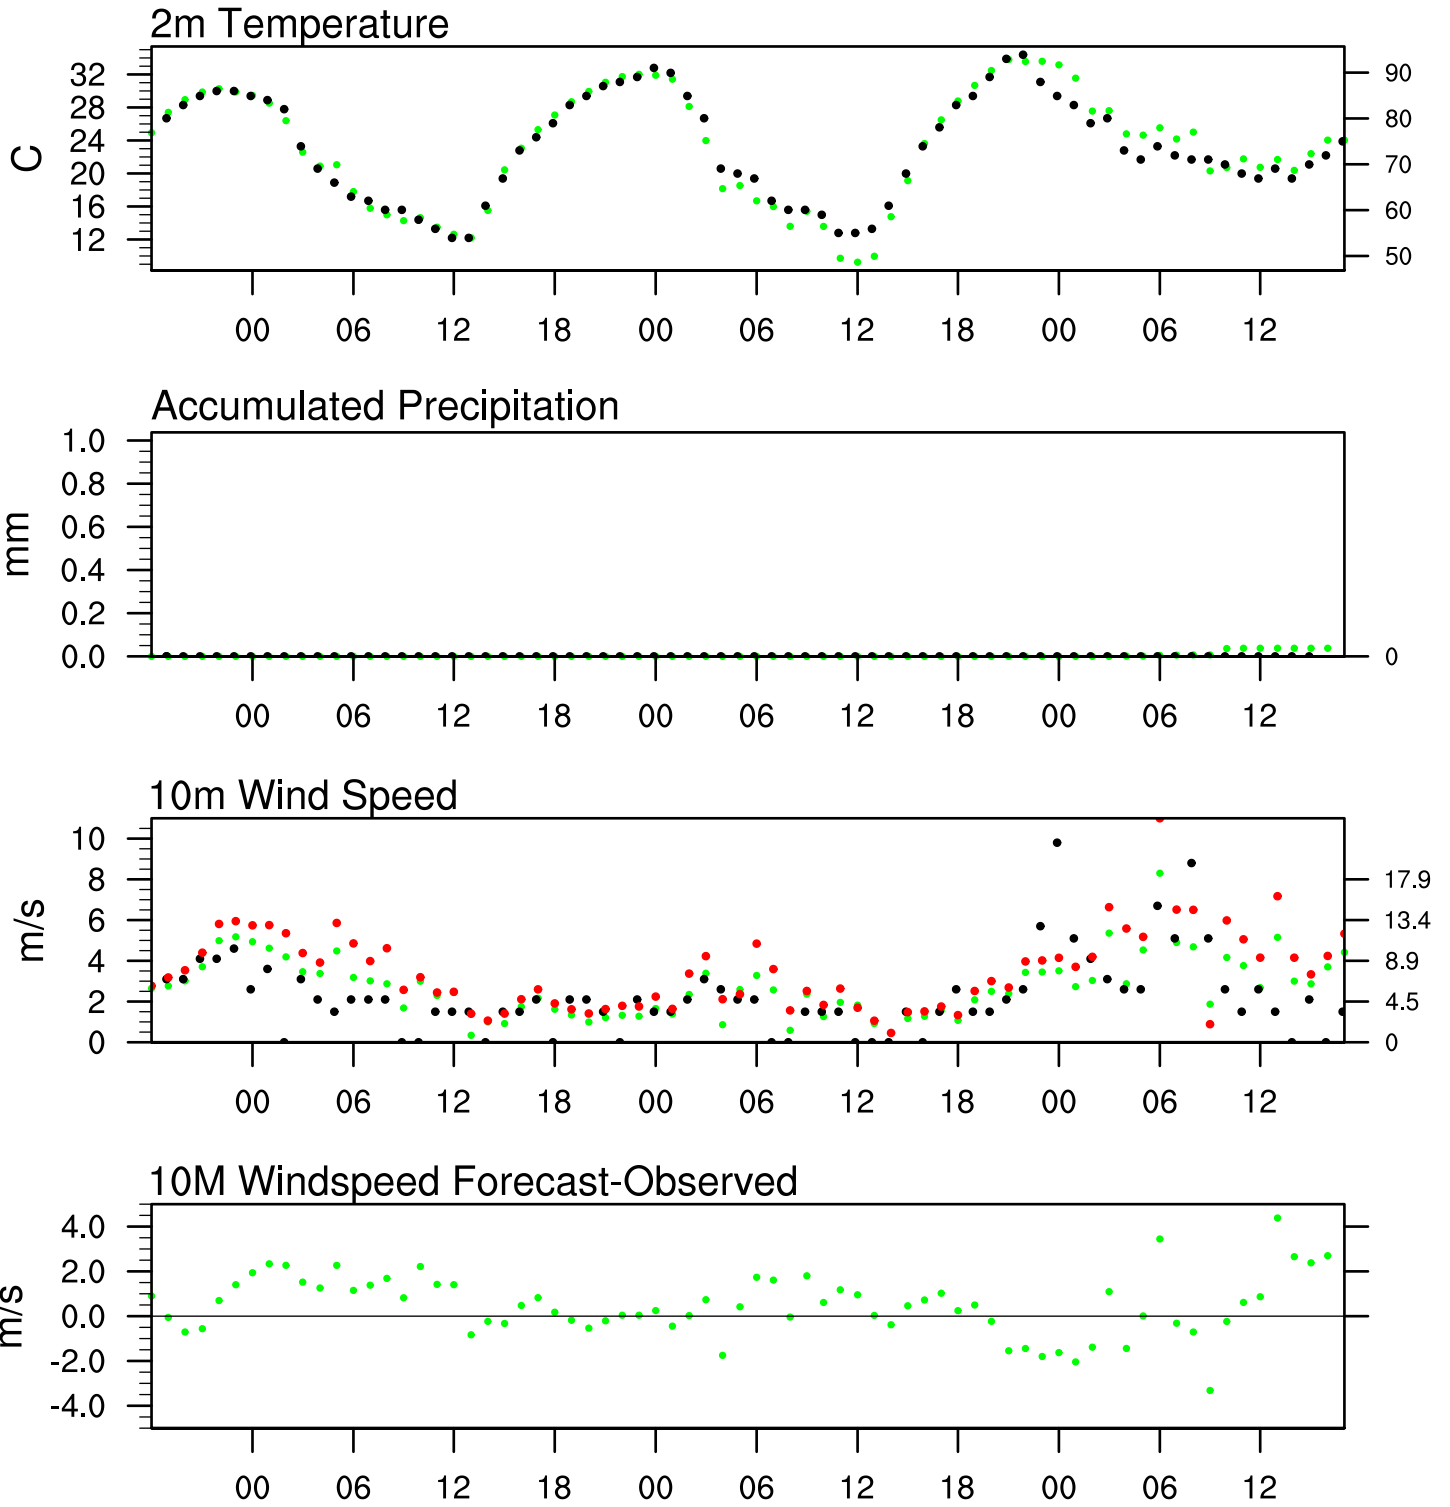 2m Temperature
C
32
28
24
20
16
12
90
80
70
60
50
00 06 12 18 00 06 12 18 00 06 12
Accumulated Precipitation
mm
1.0
0.8
0.6
0.4
0.2
0.0
0
00 06 12 18 00 06 12 18 00 06 12
10m Wind Speed
m/s
10
8
6
4
2
0
17.9
13.4
8.9
4.5
0
00 06 12 18 00 06 12 18 00 06 12
10M Windspeed Forecast-Observed
m/s
4.0
2.0
0.0
-2.0
-4.0
00 06 12 18 00 06 12 18 00 06 12